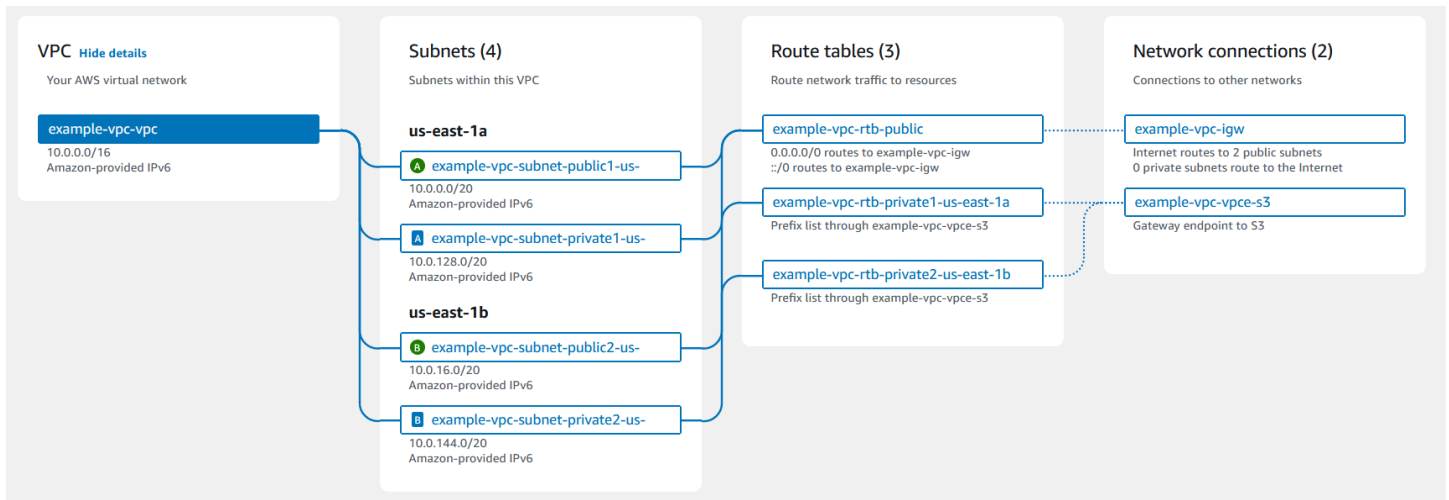 VPC Hide details
Your AWS virtual network
example-vpc-vpc
10.0.0.0/16
Amazon-provided IPv6
Subnets (4)
Subnets within this VPC
us-east-1a
A example-vpc-subnet-public1-us-
10.0.0.0/20
Amazon-provided IPv6
A example-vpc-subnet-private1-us-
10.0.128.0/20
Amazon-provided IPv6
us-east-1b
B example-vpc-subnet-public2-us-
10.0.16.0/20
Amazon-provided IPv6
B example-vpc-subnet-private2-us-
10.0.144.0/20
Amazon-provided IPv6
Route tables (3)
Route network traffic to resources
example-vpc-rtb-public
0.0.0.0/0 routes to example-vpc-igw
::/0 routes to example-vpc-igw
example-vpc-rtb-private1-us-east-1a
Prefix list through example-vpc-vpce-s3
example-vpc-rtb-private2-us-east-1b
Prefix list through example-vpc-vpce-s3
Network connections (2)
Connections to other networks
example-vpc-igw
Internet routes to 2 public subnets
0 private subnets route to the Internet
example-vpc-vpce-s3
Gateway endpoint to S3